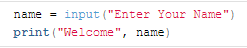 name = input("Enter Your Name")
print("Welcome", name)